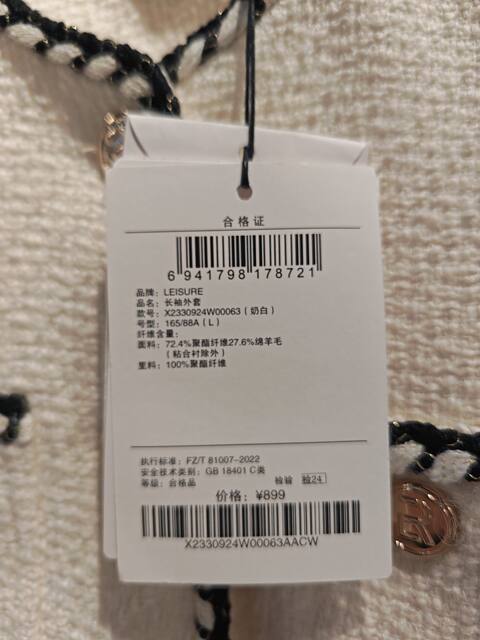 合格证
6 941798 178721
品牌: LEISURE
品名: 长袖外套
款号: X2330924W00063（奶白）
号型: 165/88A（L）
纤维含量:
面料: 72.4%聚酯纤维27.6%绵羊毛
（粘合衬除外）
里料: 100%聚酯纤维
执行标准: FZ/T 81007-2022
安全技术类别: GB 18401 C类
等级: 合格品 检验 检24
价格: ¥899
X2330924W00063AACW